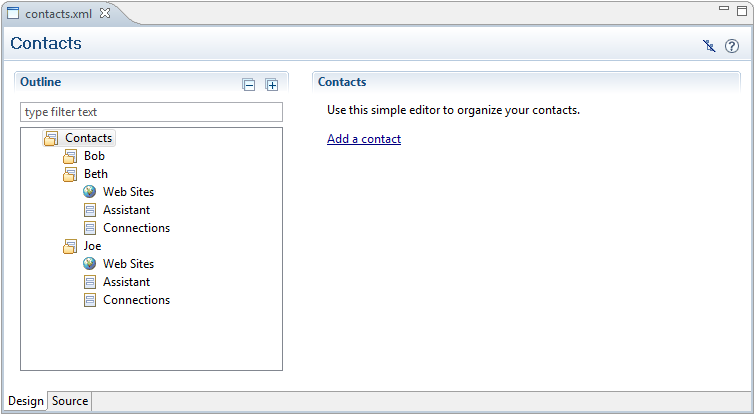 contacts.xml
Contacts
Outline
type filter text
Contacts
Bob
Beth
Web Sites
Assistant
Connections
Joe
Web Sites
Assistant
Connections
Contacts
Use this simple editor to organize your contacts.
Add a contact
Design Source